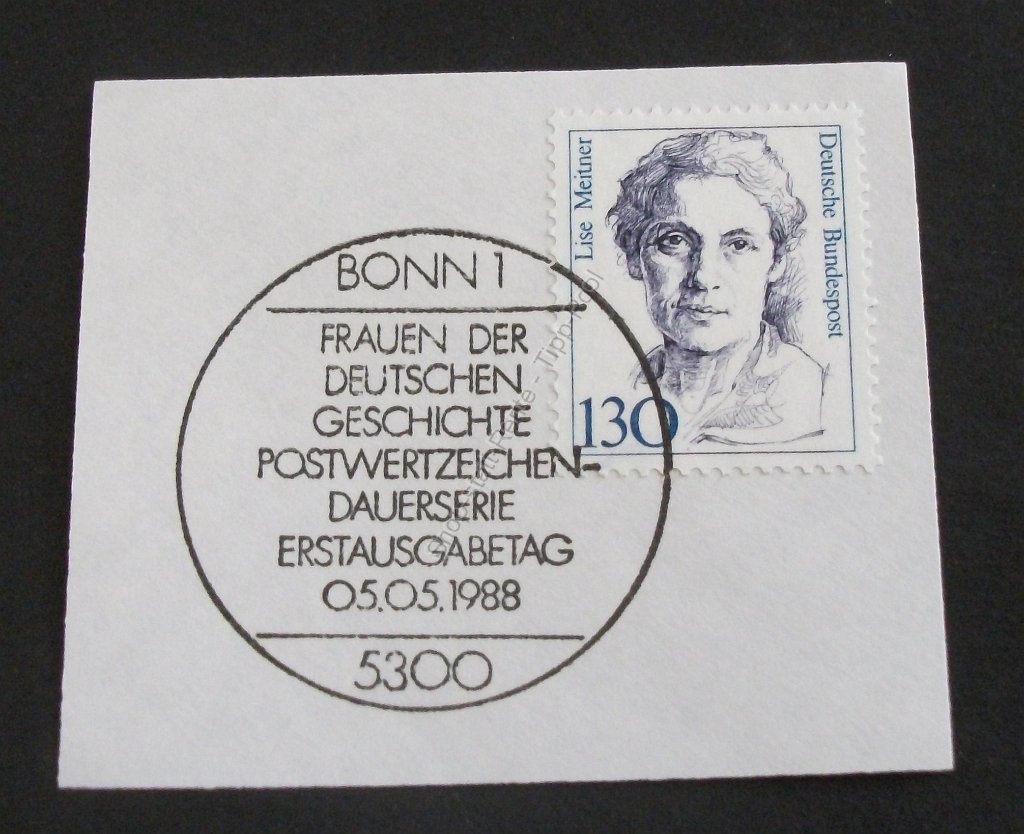 BONN 1
FRAUEN DER
DEUTSCHEN
GESCHICHTE
POSTWERTZEICHEN-
DAUERSERIE
ERSTAUSGABETAG
05.05.1988
5300
Lise Meitner
Deutsche Bundespost
130